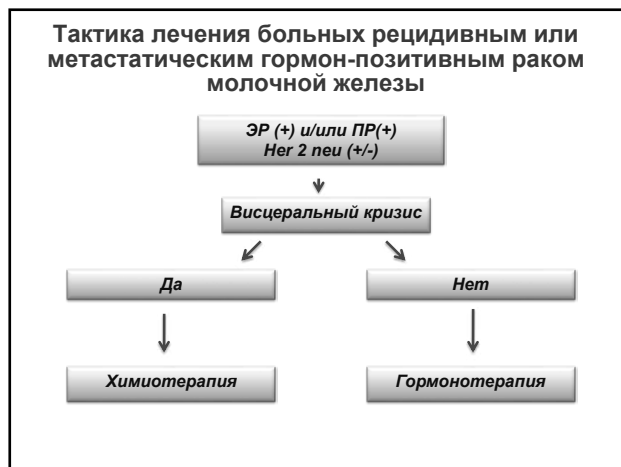 Тактика лечения больных рецидивным или
метастатическим гормон-позитивным раком
молочной железы
ЭР (+) и/или ПР(+)
Her 2 neu (+/-)
Висцеральный кризис
Да
Нет
Химиотерапия
Гормонотерапия